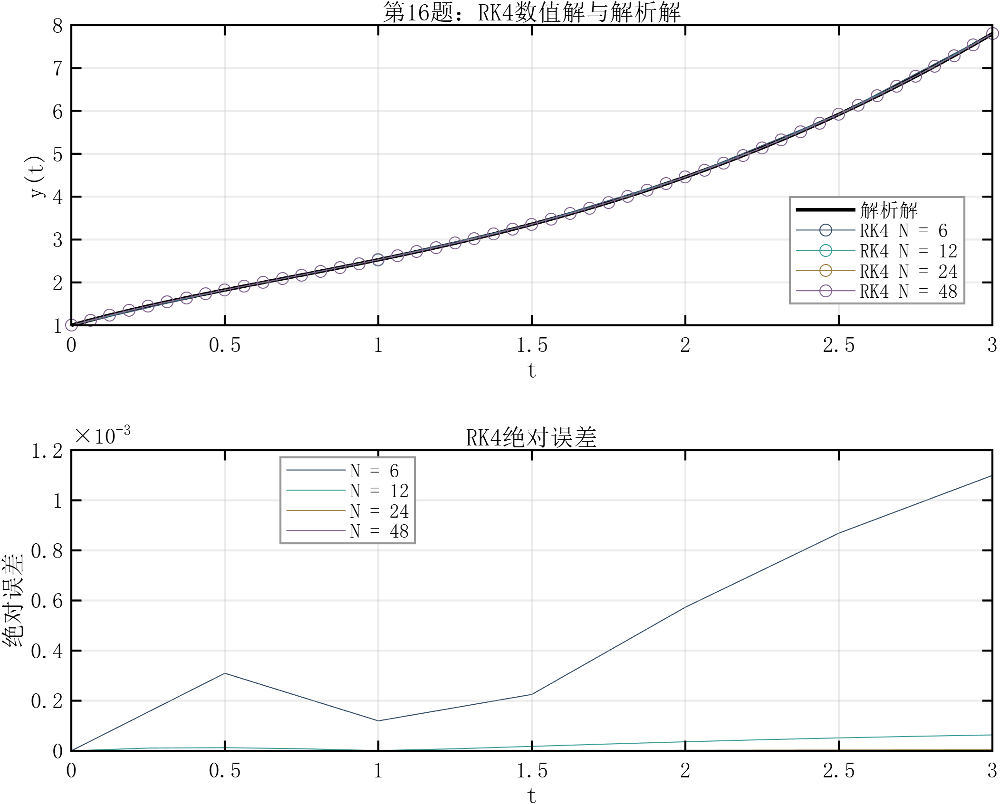 第16题：RK4数值解与解析解
8
7
6
5
4
3
2
1
y(t)
解析解
RK4 N = 6
RK4 N = 12
RK4 N = 24
RK4 N = 48
0 0.5 1 1.5 2 2.5 3
t
×10⁻³
RK4绝对误差
1.2
1
0.8
0.6
0.4
0.2
0
绝对误差
N = 6
N = 12
N = 24
N = 48
0 0.5 1 1.5 2 2.5 3
t